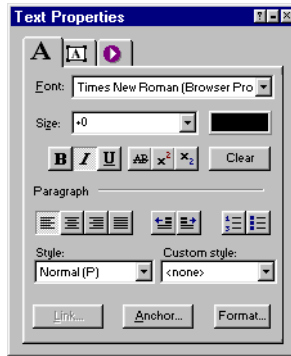 Text Properties
A A
Font: Times New Roman (Browser Pro
Size: +0
B I U AB x² x₂ Clear
Paragraph
Style: Custom style:
Normal (P) <none>
Link... Anchor... Format...